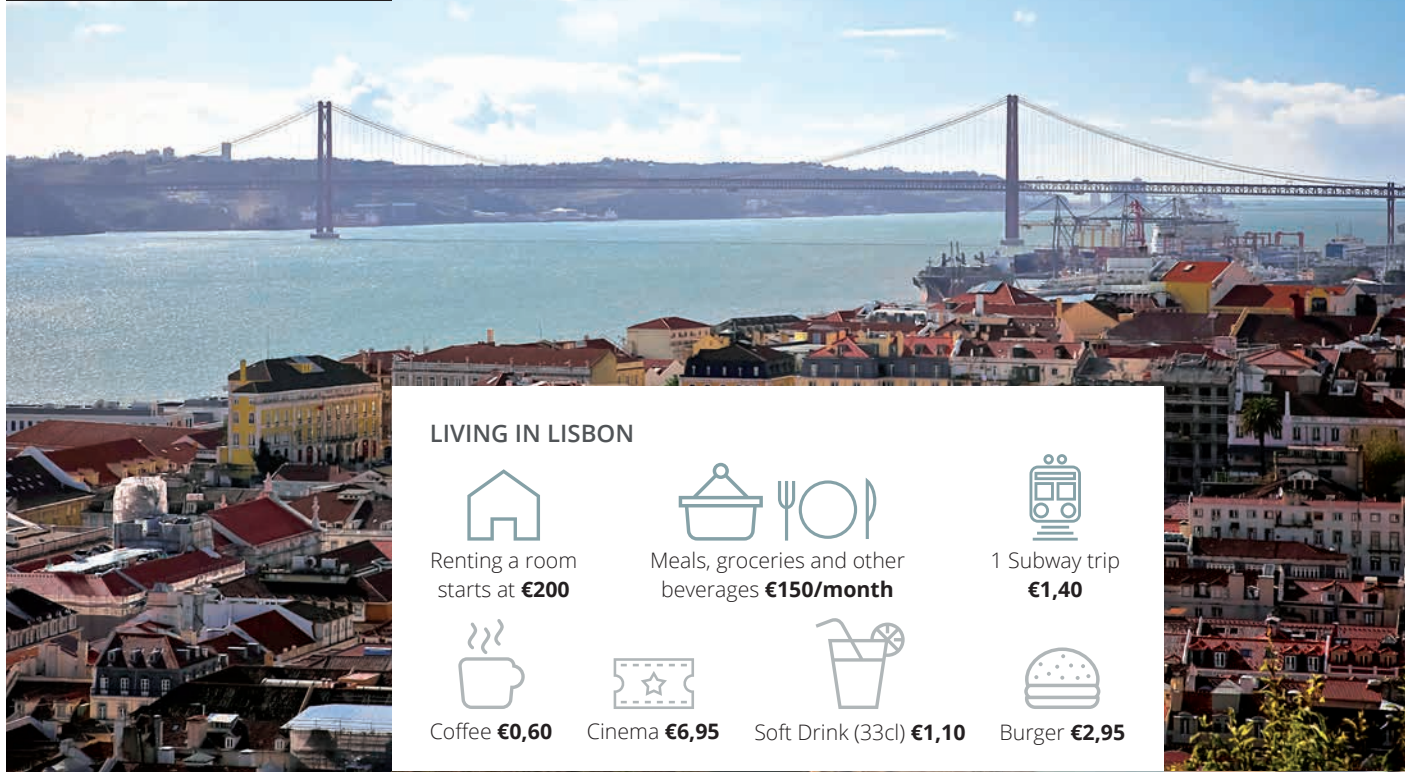 LIVING IN LISBON
Renting a room
starts at €200
Meals, groceries and other
beverages €150/month
1 Subway trip
€1,40
Coffee €0,60
Cinema €6,95
Soft Drink (33cl) €1,10
Burger €2,95